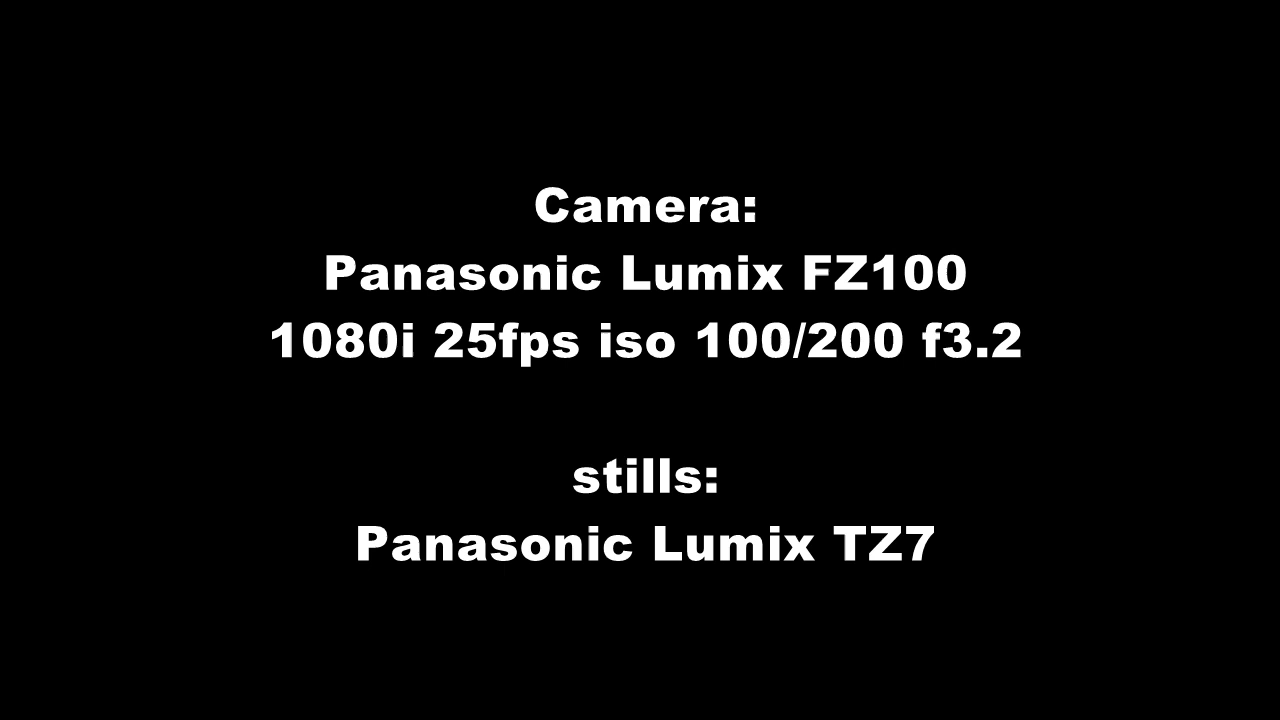 Camera:
Panasonic Lumix FZ100
1080i 25fps iso 100/200 f3.2
stills:
Panasonic Lumix TZ7